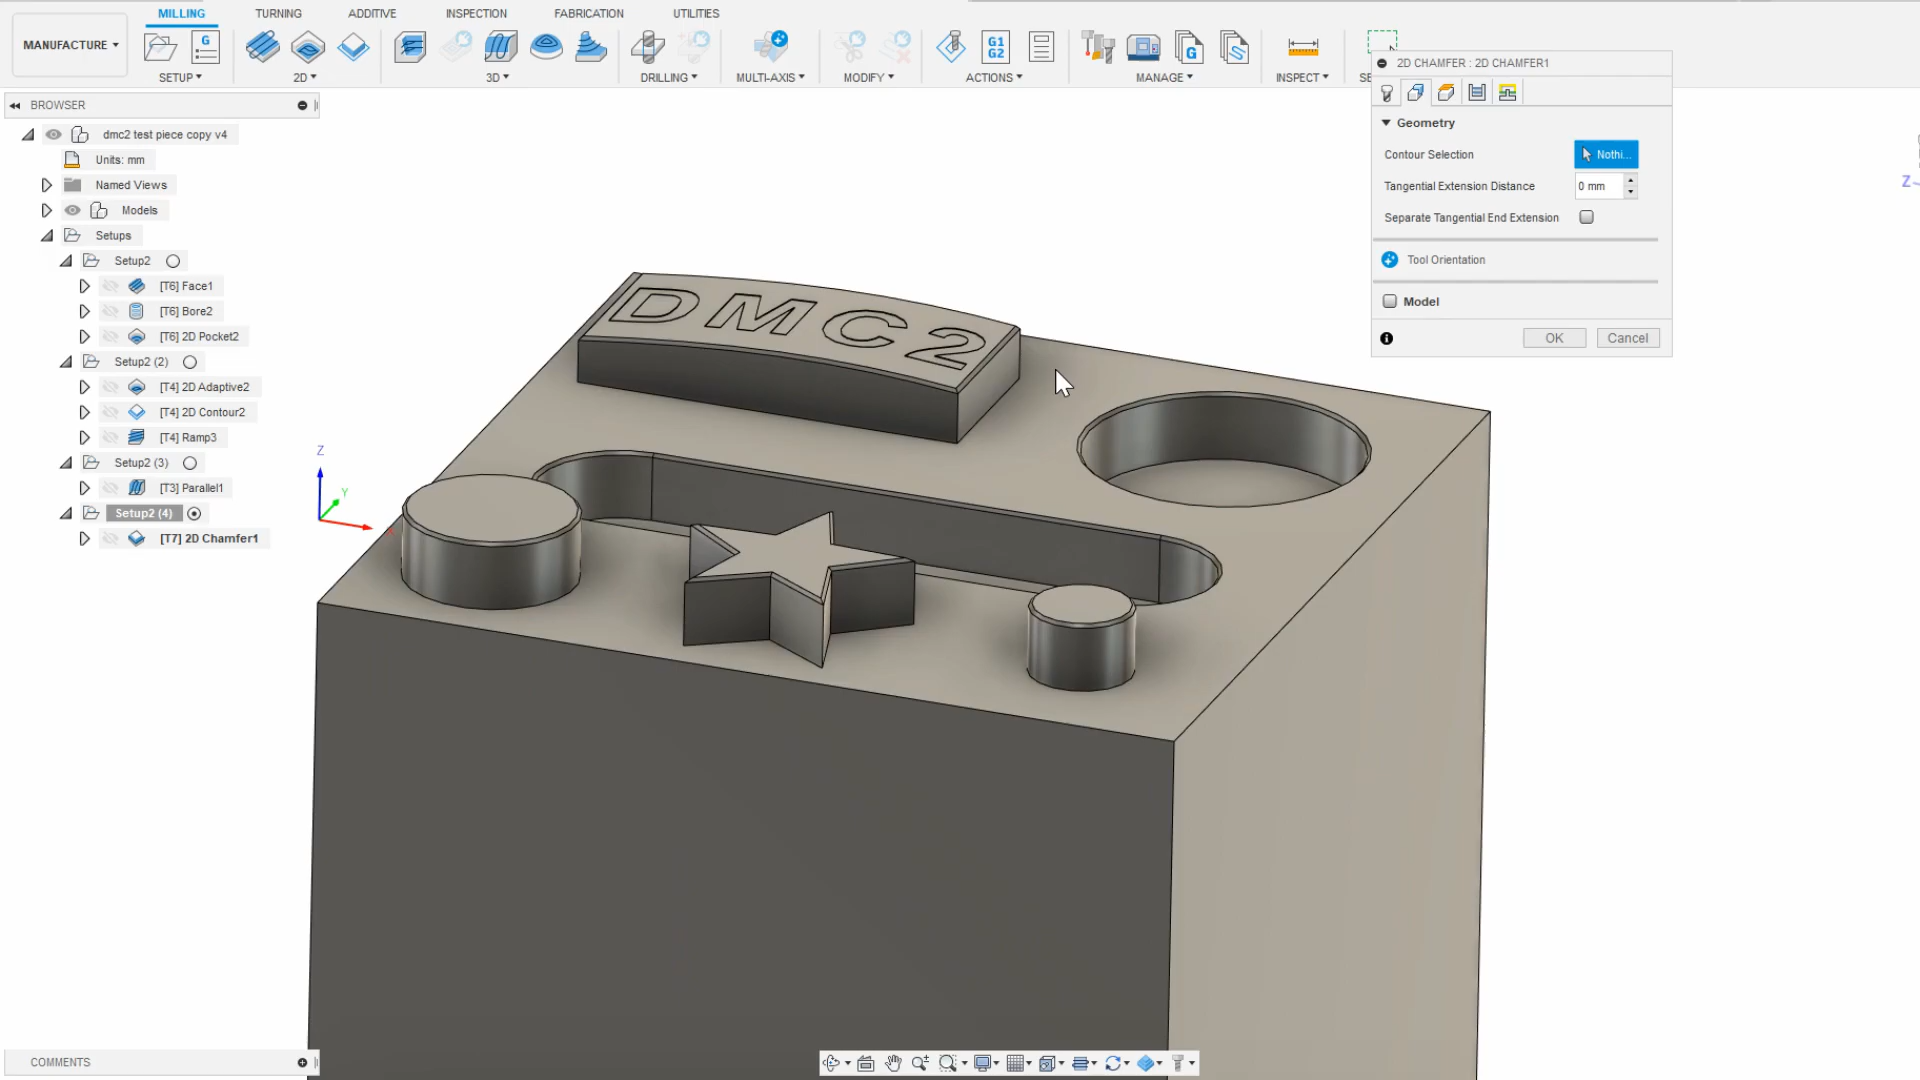 MILLING TURNING ADDITIVE INSPECTION FABRICATION UTILITIES
MANUFACTURE
G G1 G2 G
SETUP 2D 3D DRILLING MULTI-AXIS MODIFY ACTIONS MANAGE INSPECT SE
BROWSER
dmc2 test piece copy v4
Units: mm
Named Views
Models
Setups
Setup2
[T6] Face1
[T6] Bore2
[T6] 2D Pocket2
Setup2 (2)
[T4] 2D Adaptive2
[T4] 2D Contour2
[T4] Ramp3
Setup2 (3)
[T3] Parallel1
Setup2 (4)
[T7] 2D Chamfer1
2D CHAMFER : 2D CHAMFER1
Geometry
Contour Selection Nothi...
Tangential Extension Distance 0 mm
Separate Tangential End Extension
Tool Orientation
Model
OK Cancel
Z
DMC2
Z
Y
COMMENTS